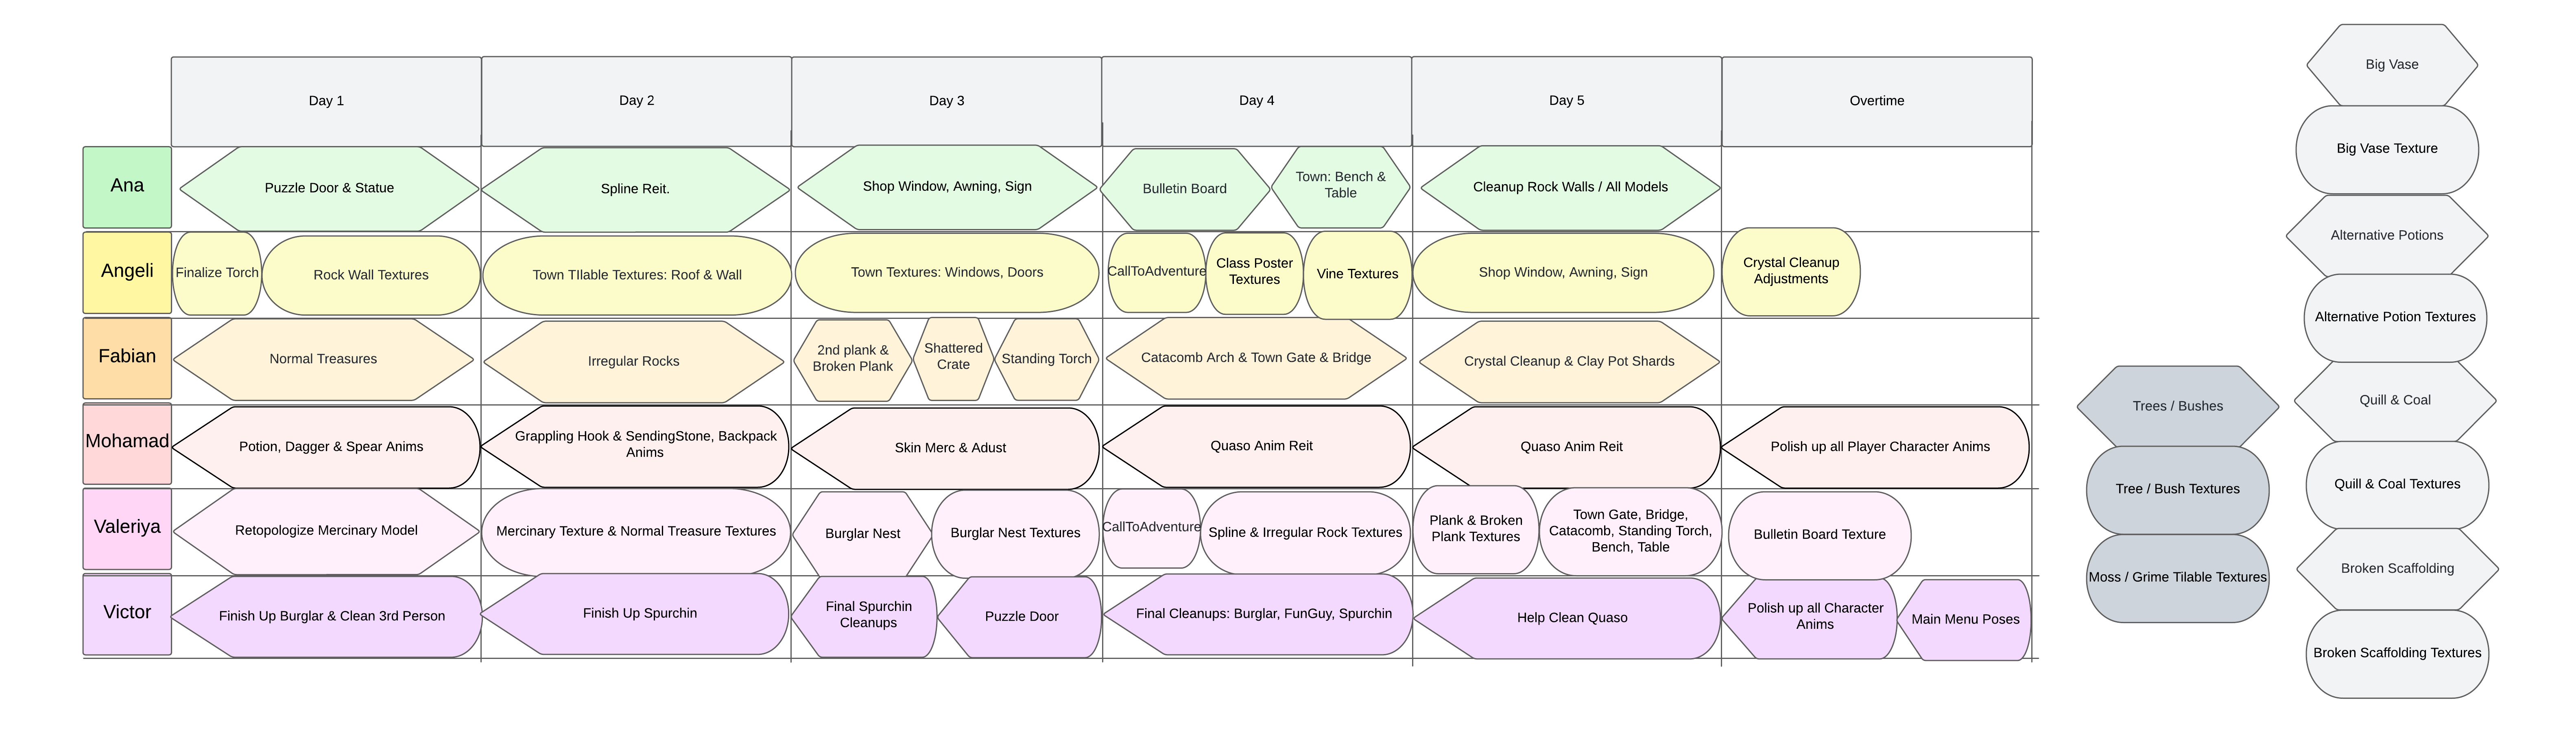 Day 1
Day 2
Day 3
Day 4
Day 5
Overtime
Ana
Puzzle Door & Statue
Spline Reit.
Shop Window, Awning, Sign
Bulletin Board
Town: Bench &
Table
Cleanup Rock Walls / All Models
Angeli
Finalize Torch
Rock Wall Textures
Town TIlable Textures: Roof & Wall
Town Textures: Windows, Doors
CallToAdventure
Class Poster
Textures
Vine Textures
Shop Window, Awning, Sign
Crystal Cleanup
Adjustments
Fabian
Normal Treasures
Irregular Rocks
2nd plank &
Broken Plank
Shattered
Crate
Standing Torch
Catacomb Arch & Town Gate & Bridge
Crystal Cleanup & Clay Pot Shards
Mohamad
Potion, Dagger & Spear Anims
Grappling Hook & SendingStone, Backpack
Anims
Skin Merc & Adust
Quaso Anim Reit
Quaso Anim Reit
Polish up all Player Character Anims
Valeriya
Retopologize Mercinary Model
Mercinary Texture & Normal Treasure Textures
Burglar Nest
Burglar Nest Textures
CallToAdventure
Spline & Irregular Rock Textures
Plank & Broken
Plank Textures
Town Gate, Bridge,
Catacomb, Standing Torch,
Bench, Table
Bulletin Board Texture
Victor
Finish Up Burglar & Clean 3rd Person
Finish Up Spurchin
Final Spurchin
Cleanups
Puzzle Door
Final Cleanups: Burglar, FunGuy, Spurchin
Help Clean Quaso
Polish up all Character
Anims
Main Menu Poses
Trees / Bushes
Tree / Bush Textures
Moss / Grime Tilable Textures
Big Vase
Big Vase Texture
Alternative Potions
Alternative Potion Textures
Quill & Coal
Quill & Coal Textures
Broken Scaffolding
Broken Scaffolding Textures